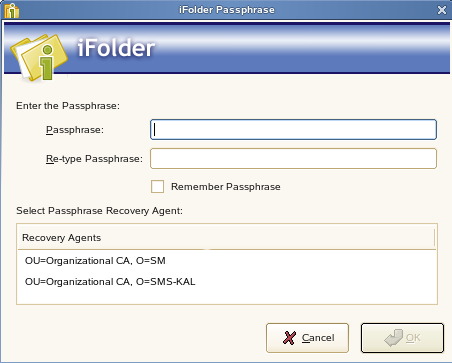 iFolder Passphrase
iFolder
Enter the Passphrase:
Passphrase:
Re-type Passphrase:
Remember Passphrase
Select Passphrase Recovery Agent:
Recovery Agents
OU=Organizational CA, O=SM
OU=Organizational CA, O=SMS-KAL
Cancel
OK